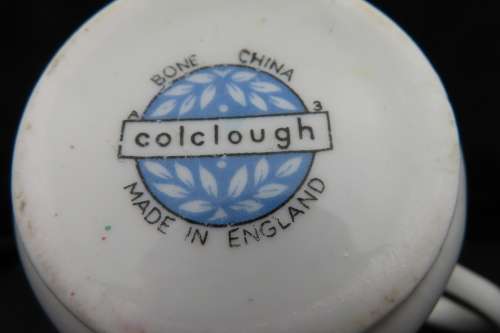 BONE CHINA
A 3
colclough
MADE IN ENGLAND